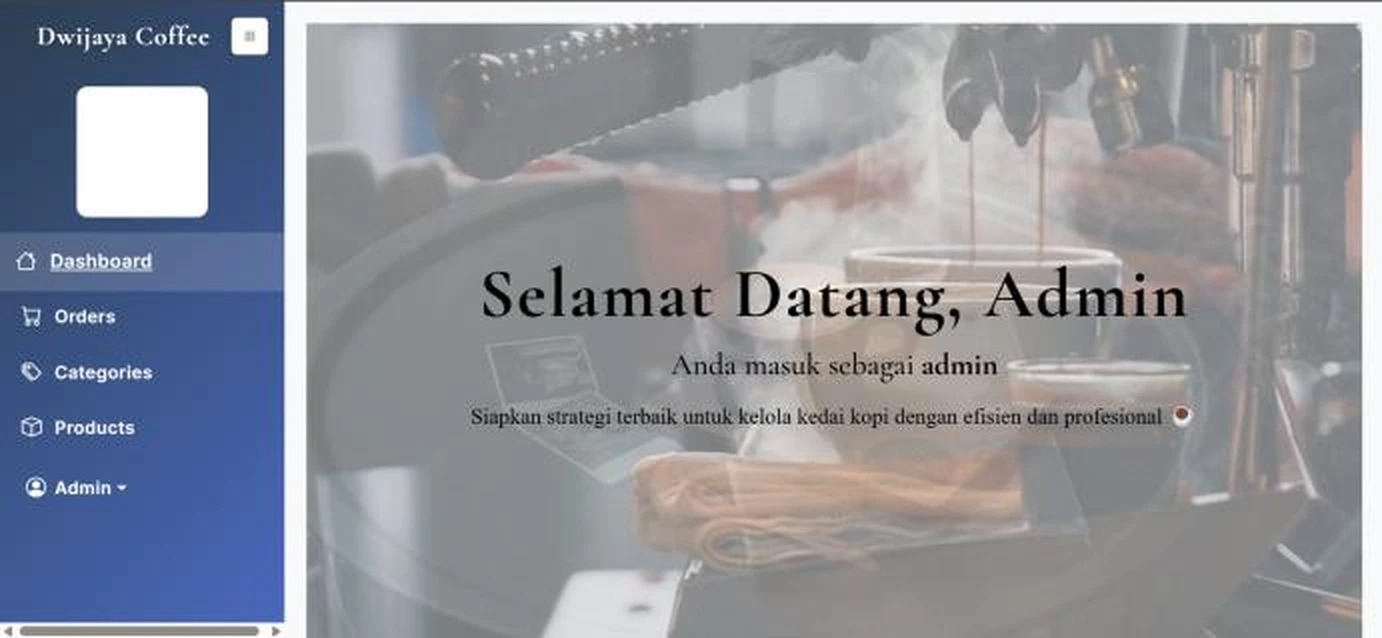 Dwijaya Coffee
Dashboard
Orders
Categories
Products
Admin
Selamat Datang, Admin
Anda masuk sebagai admin
Siapkan strategi terbaik untuk kelola kedai kopi dengan efisien dan profesional